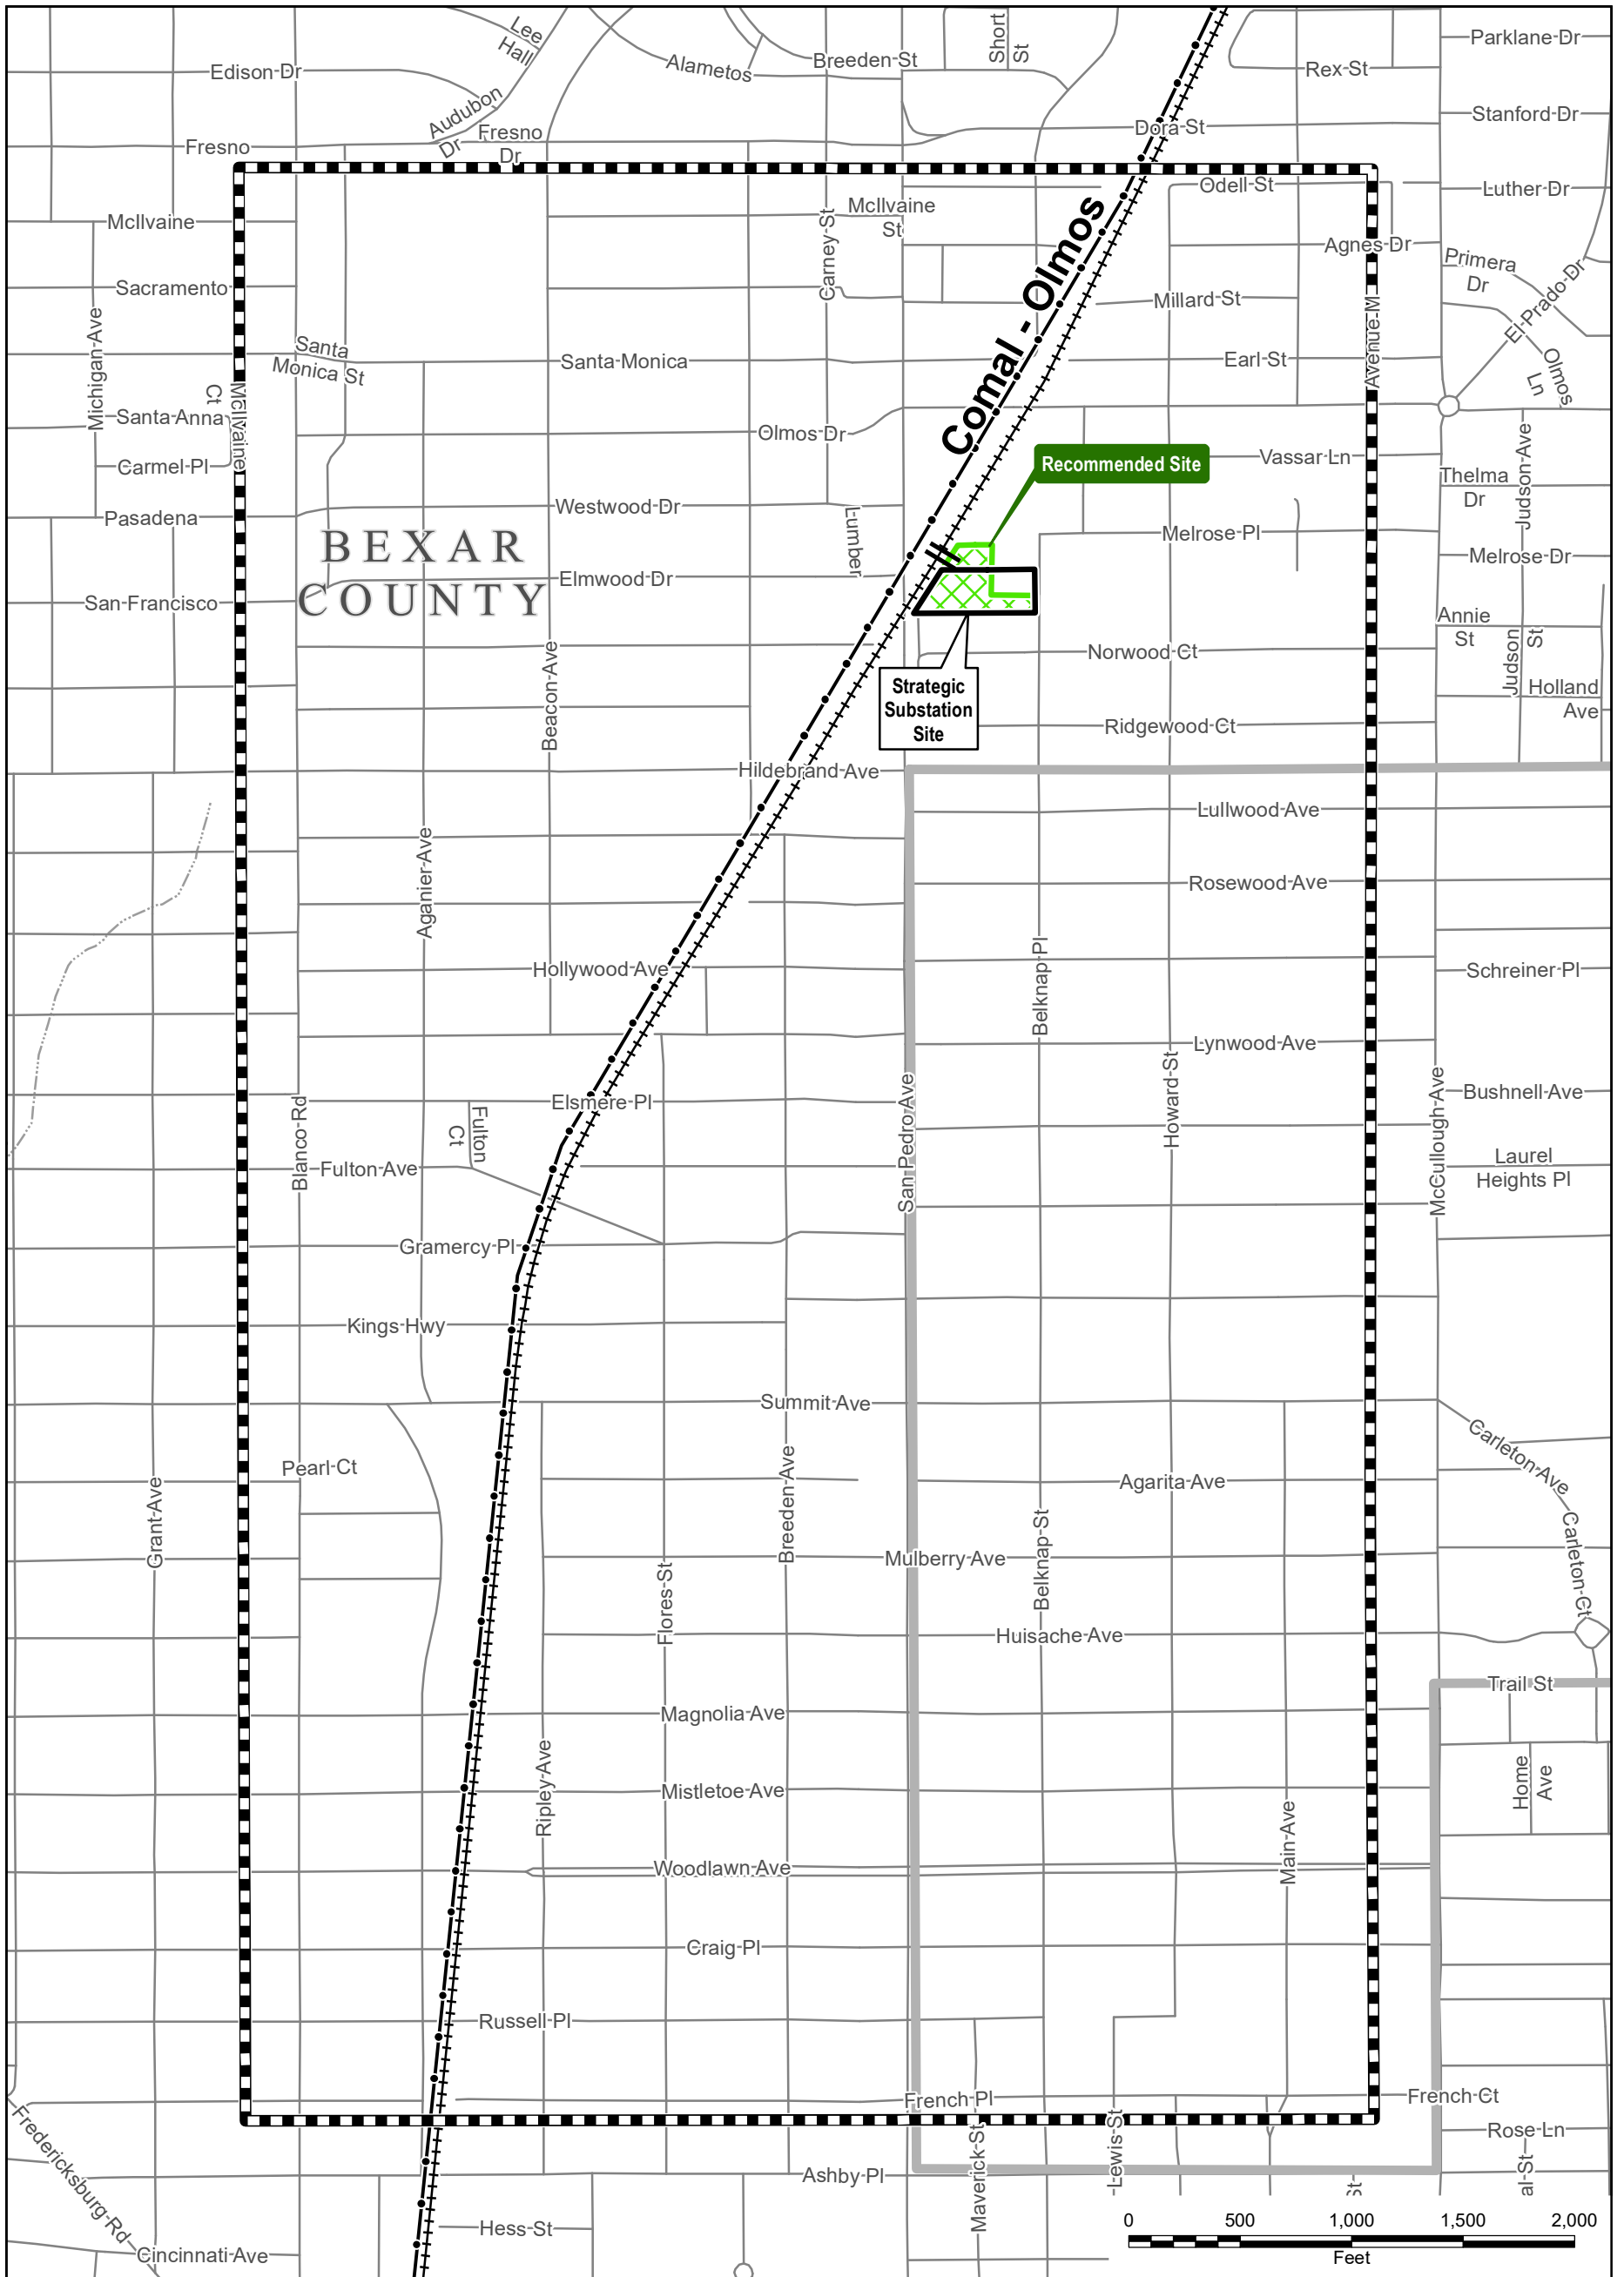 Lee
Hall
Short
St
Parklane Dr
Edison Dr
Alametos
Breeden St
Rex St
Audubon
Dr
Stanford Dr
Fresno
Fresno
Dr
Dora St
Odell St
Luther Dr
McIlvaine
McIlvaine
St
Carney St
Agnes Dr
Primera
Dr
El Prado Dr
Sacramento
Comal - Olmos
Millard St
Michigan Ave
Santa
Monica St
Santa Monica
Earl St
Avenue M
Olmos
Ln
McIlvaine
Ct
Santa Anna
Olmos Dr
Carmel Pl
Recommended Site
Vassar Ln
Thelma
Dr
Judson Ave
Pasadena
Westwood Dr
Lumber
Melrose Pl
Melrose Dr
BEXAR
COUNTY
Elmwood Dr
San Francisco
Annie
St
Norwood Ct
Judson
St
Beacon Ave
Strategic
Substation
Site
Holland
Ave
Ridgewood Ct
Hildebrand Ave
Lullwood Ave
Aganier Ave
Rosewood Ave
Belknap Pl
Hollywood Ave
Schreiner Pl
Lynwood Ave
Howard St
McCullough Ave
San Pedro Ave
Blanco Rd
Elsmere Pl
Bushnell Ave
Fulton
Ct
Fulton Ave
Laurel
Heights Pl
Gramercy Pl
Kings Hwy
Summit Ave
Carleton Ave
Pearl Ct
Breeden Ave
Agarita Ave
Grant Ave
Carleton Ct
Mulberry Ave
Belknap St
Flores St
Huisache Ave
Trail St
Magnolia Ave
Ripley Ave
Mistletoe Ave
Home
Ave
Main Ave
Woodlawn Ave
Craig Pl
Russell Pl
French Pl
French Ct
Fredericksburg Rd
Maverick St
Lewis St
Rose Ln
Ashby Pl
St
al St
Hess St
Cincinnati Ave
0 500 1,000 1,500 2,000
Feet